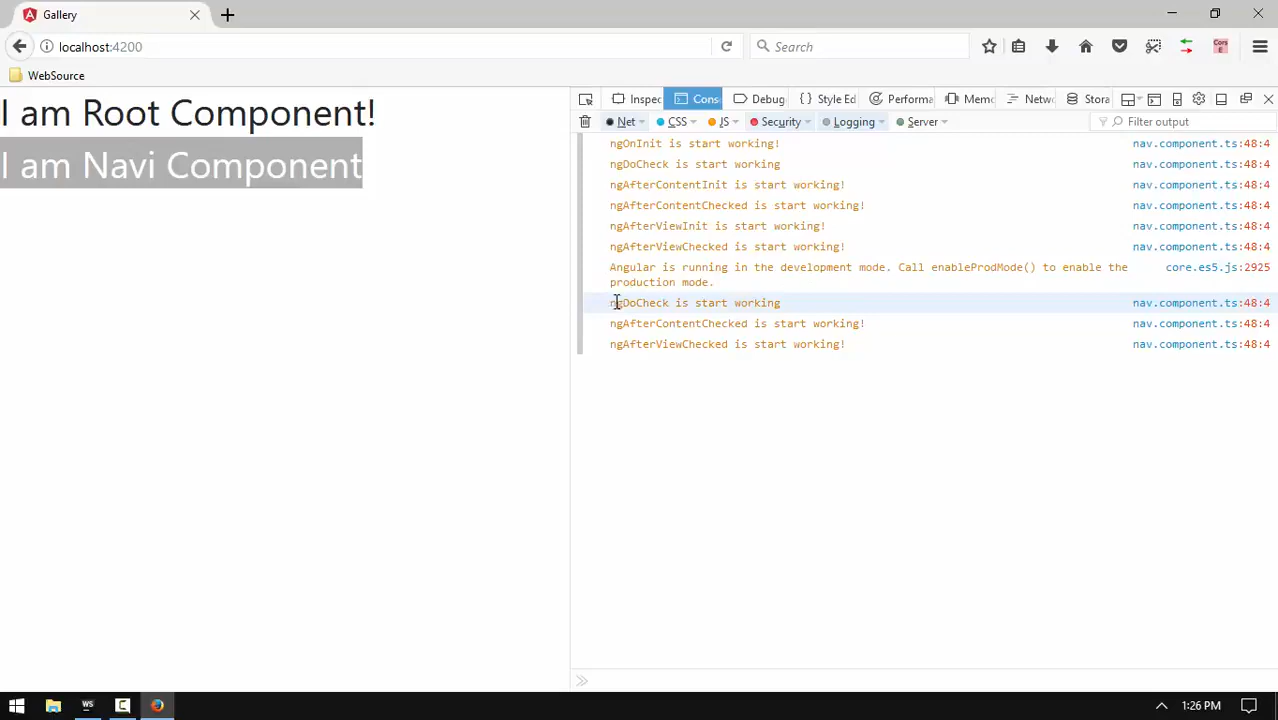 Gallery
localhost:4200
Search
WebSource
I am Root Component!
I am Navi Component
Inspec
Cons
Debug
Style Ed
Performa
Memo
Netw
Stora
Net
CSS
JS
Security
Logging
Server
Filter output
ngOnInit is start working! nav.component.ts:48:4
ngDoCheck is start working nav.component.ts:48:4
ngAfterContentInit is start working! nav.component.ts:48:4
ngAfterContentChecked is start working! nav.component.ts:48:4
ngAfterViewInit is start working! nav.component.ts:48:4
ngAfterViewChecked is start working! nav.component.ts:48:4
Angular is running in the development mode. Call enableProdMode() to enable the core.es5.js:2925
production mode.
ngDoCheck is start working nav.component.ts:48:4
ngAfterContentChecked is start working! nav.component.ts:48:4
ngAfterViewChecked is start working! nav.component.ts:48:4
WS
1:26 PM